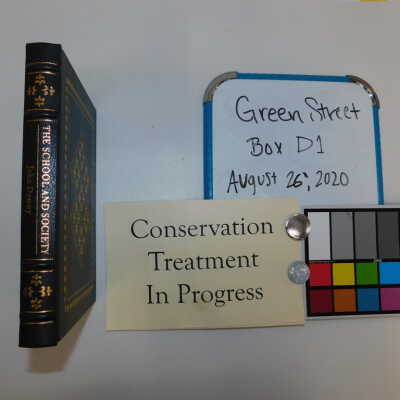 THE SCHOOL AND SOCIETY
John Dewey
Green Street
Box D1
August 26, 2020
Conservation
Treatment
In Progress